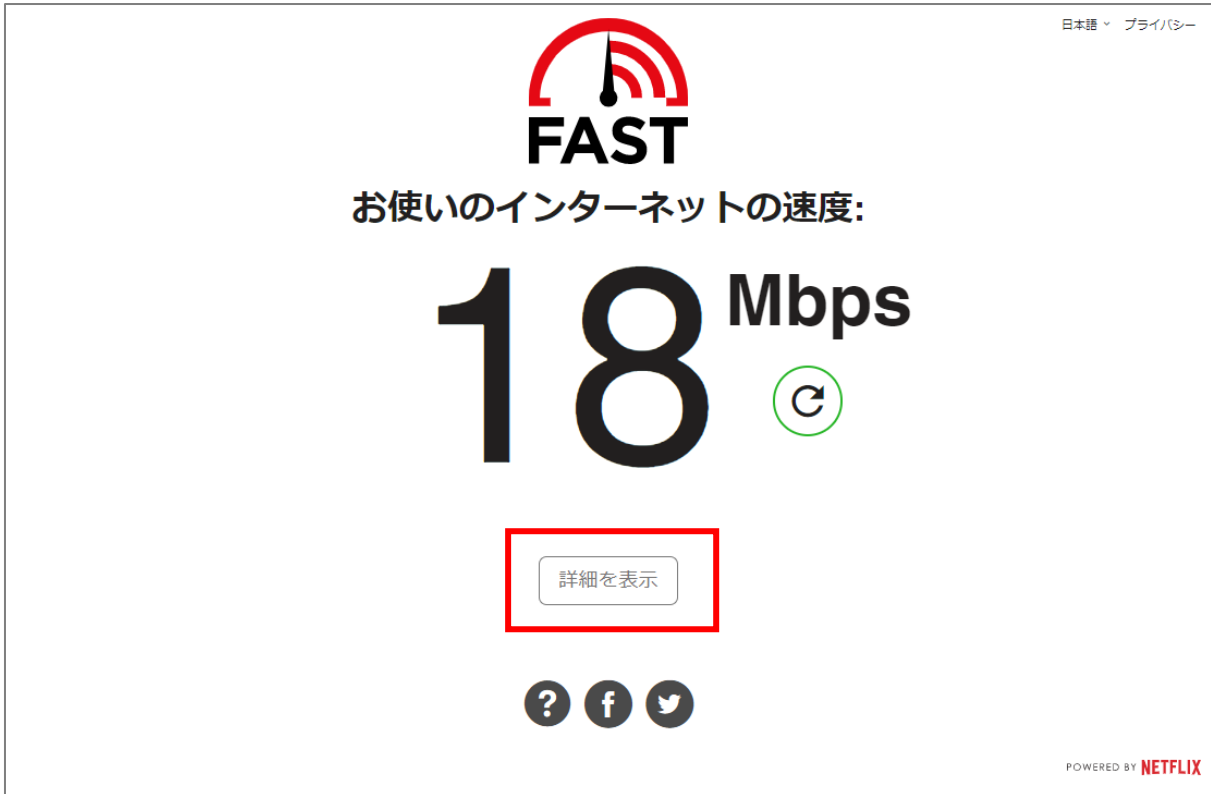 日本語 プライバシー
FAST
お使いのインターネットの速度:
18 Mbps
詳細を表示
? f
POWERED BY NETFLIX